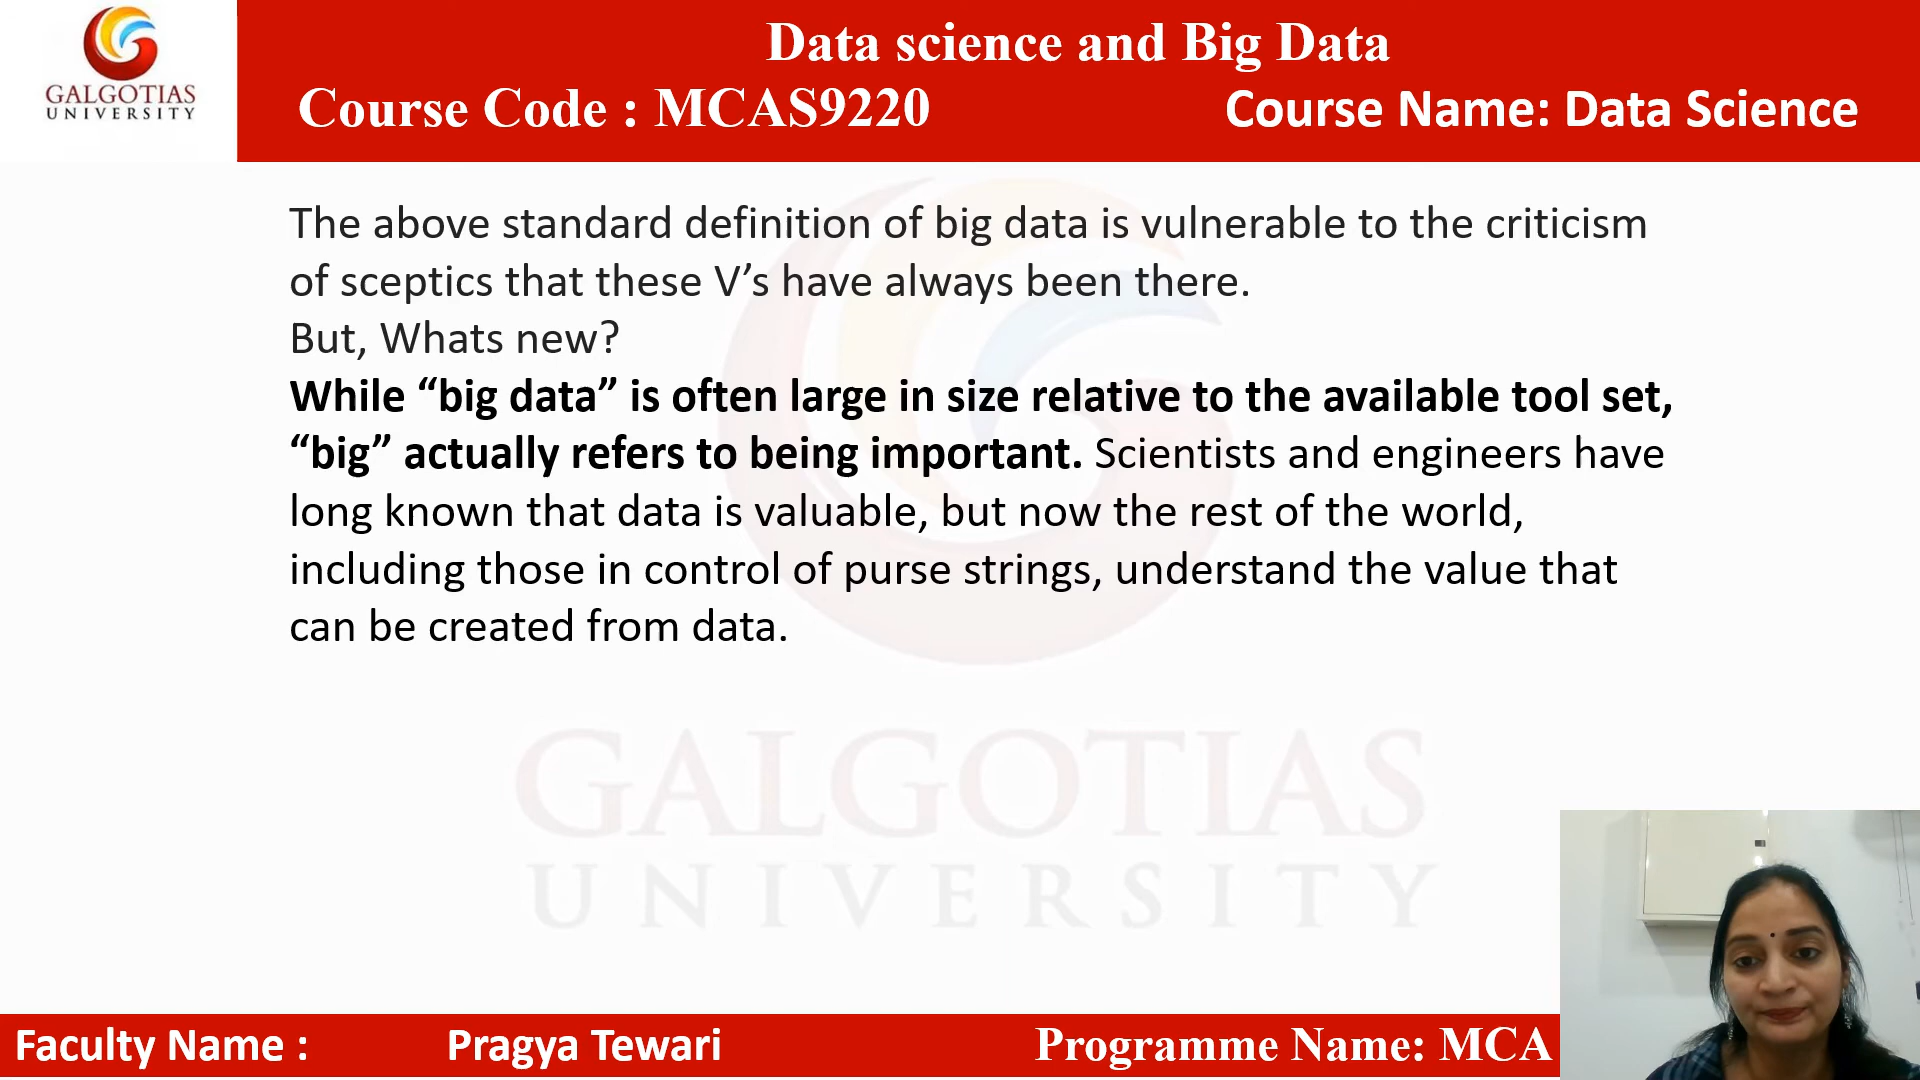 GALGOTIAS
UNIVERSITY
Data science and Big Data
Course Code : MCAS9220
Course Name: Data Science
The above standard definition of big data is vulnerable to the criticism
of sceptics that these V’s have always been there.
But, Whats new?
While “big data” is often large in size relative to the available tool set,
“big” actually refers to being important. Scientists and engineers have
long known that data is valuable, but now the rest of the world,
including those in control of purse strings, understand the value that
can be created from data.
GALGOTIAS
UNIVERSITY
Faculty Name : Pragya Tewari
Programme Name: MCA